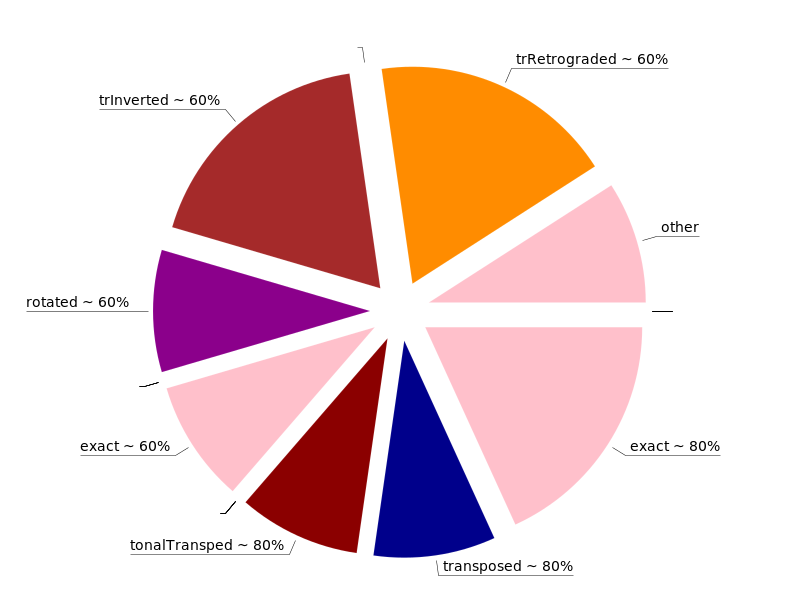 trRetrograded ~ 60%
trInverted ~ 60%
other
rotated ~ 60%
exact ~ 60%
exact ~ 80%
tonalTransped ~ 80%
transposed ~ 80%